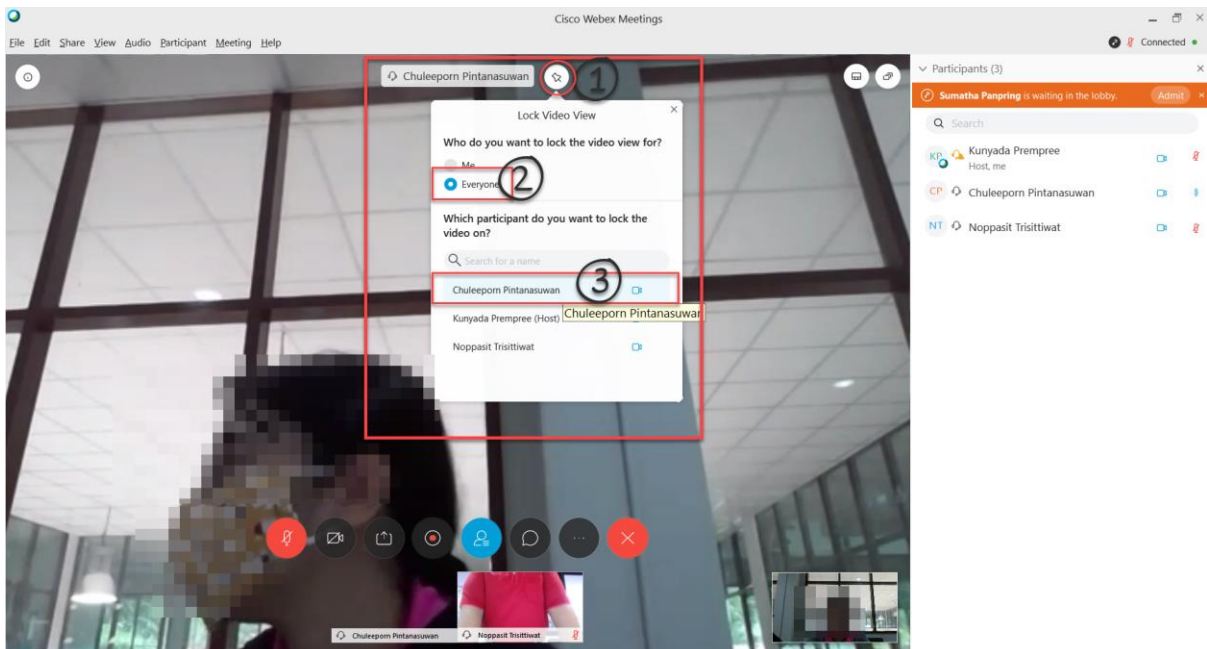 Cisco Webex Meetings
File Edit Share View Audio Participant Meeting Help
Connected
Chuleeporn Pintanasuwan
1
Lock Video View
Who do you want to lock the video view for?
Me
Everyone
2
Which participant do you want to lock the
video on?
Search for a name
3
Chuleeporn Pintanasuwan
Chuleeporn Pintanasuwan
Kunyada Prempree (Host)
Noppasit Trisittiwat
Chuleeporn Pintanasuwan
Noppasit Trisittiwat
Participants (3)
Sumatha Panpring is waiting in the lobby.
Admit
Search
KP
Kunyada Prempree
Host, me
CP
Chuleeporn Pintanasuwan
NT
Noppasit Trisittiwat